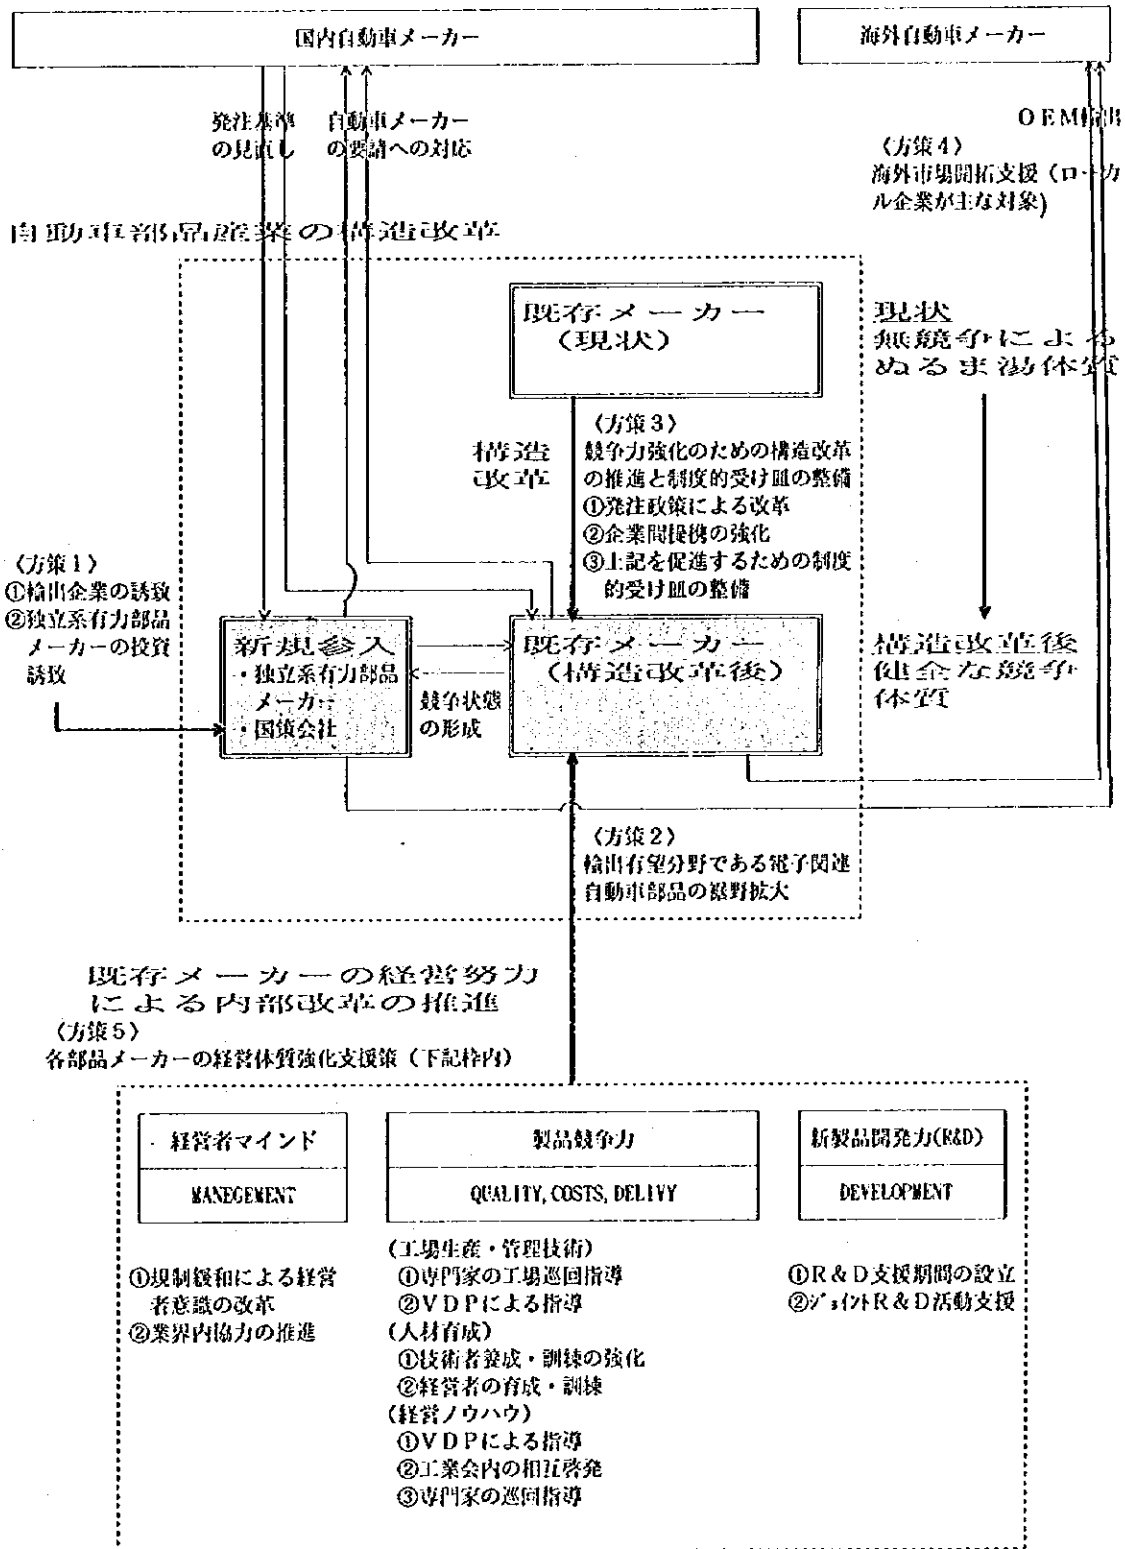 国内自動車メーカー
海外自動車メーカー
発注基準
の見直し
自動車メーカー
の要請への対応
OEM輸出
〈方策4〉
海外市場開拓支援（ローカ
ル企業が主な対象)
自動車部品産業の構造改革
既存メーカー
（現状）
現状
無競争による
ぬるま湯体質
構造
改革
〈方策3〉
競争力強化のための構造改革
の推進と制度的受け皿の整備
①発注政策による改革
②企業間提携の強化
③上記を促進するための制度
的受け皿の整備
〈方策1〉
①輸出企業の誘致
②独立系有力部品
メーカーの投資
誘致
新規参入
・独立系有力部品
メーカー
・国策会社
競争状態
の形成
既存メーカー
（構造改革後）
構造改革後
健全な競争
体質
〈方策2〉
輸出有望分野である電子関連
自動車部品の裾野拡大
既存メーカーの経営努力
による内部改革の推進
〈方策5〉
各部品メーカーの経営体質強化支援策（下記枠内）
経営者マインド
MANEGEMENT
製品競争力
QUALITY, COSTS, DELIVY
新製品開発力(R&D)
DEVELOPMENT
①規制緩和による経営
者意識の改革
②業界内協力の推進
(工場生産・管理技術)
①専門家の工場巡回指導
②VDPによる指導
(人材育成)
①技術者養成・訓練の強化
②経営者の育成・訓練
(経営ノウハウ)
①VDPによる指導
②工業会内の相互啓発
③専門家の巡回指導
①R&D支援期間の設立
②ジョイントR&D活動支援